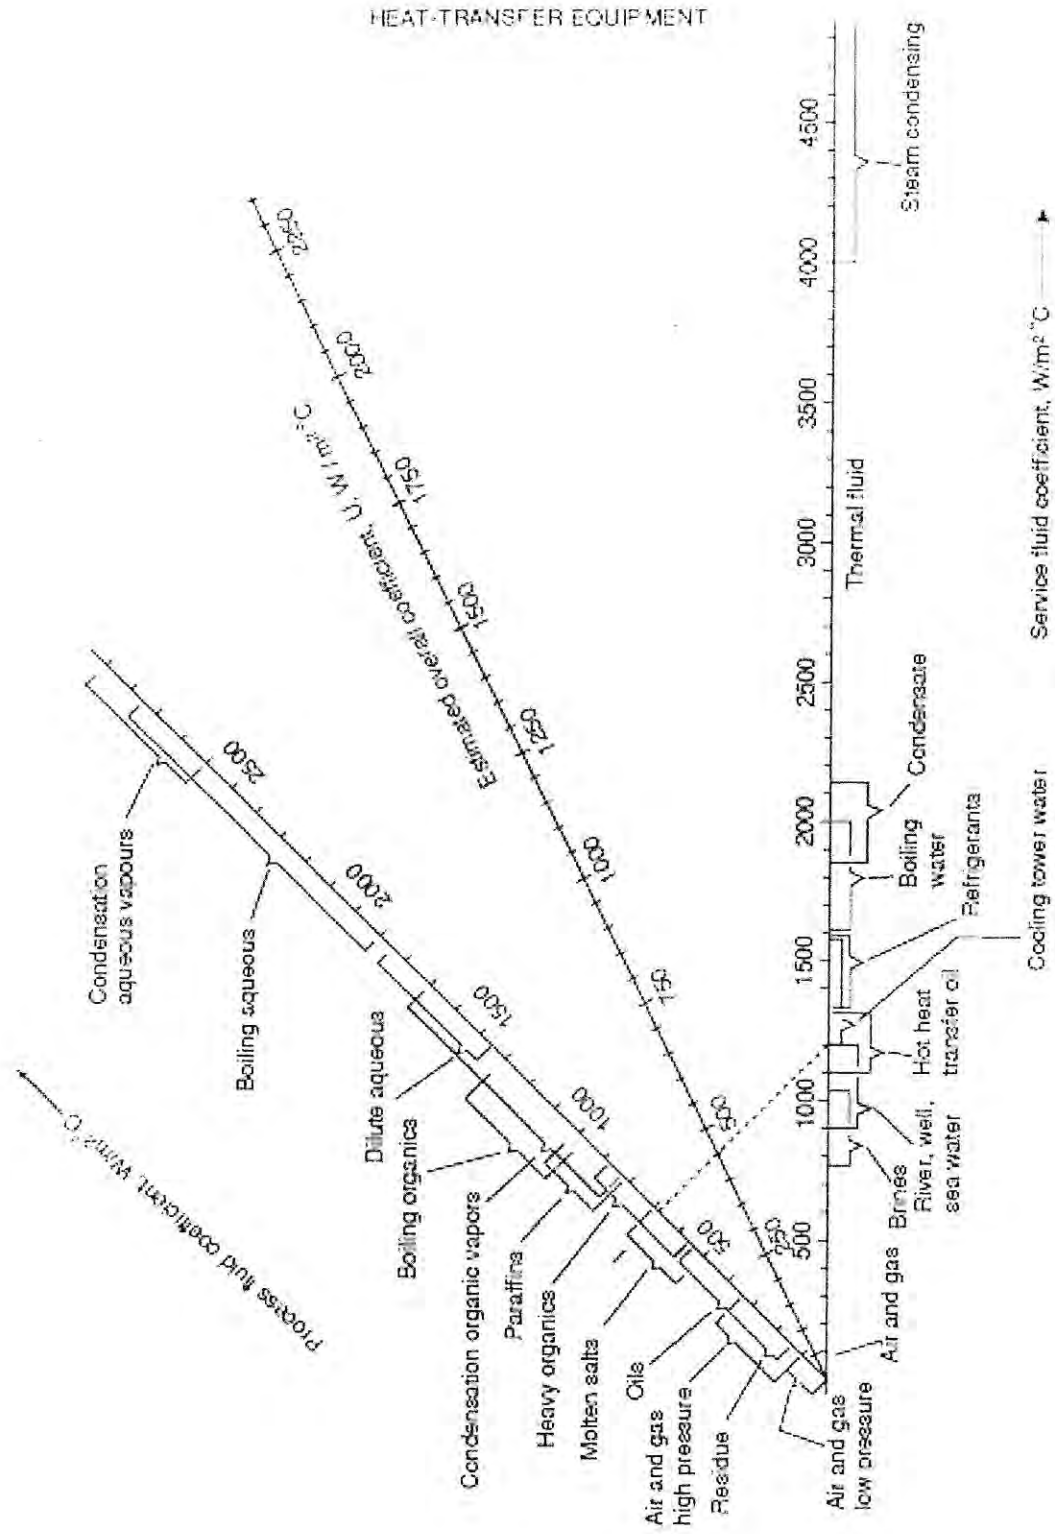 HEAT-TRANSFER EQUIPMENT
Process fluid coefficient, W/m² °C
Condensation
aqueous vapours
Boiling aqueous
Dilute aqueous
Boiling organics
Condensation organic vapors
Paraffins
Heavy organics
Molten salts
Oils
Air and gas
high pressure
Residue
Air and gas
low pressure
2500
2000
1500
1000
500
Estimated overall coefficient, U, W / m² °C
2250
2000
1750
1500
1250
1000
750
500
250
500
1000
1500
2000
2500
3000
3500
4000
4500
Air and gas
Brines
River, well,
sea water
Hot heat
transfer oil
Cooling tower water
Refrigerants
Boiling
water
Condensate
Thermal fluid
Steam condensing
Service fluid coefficient, W/m² °C